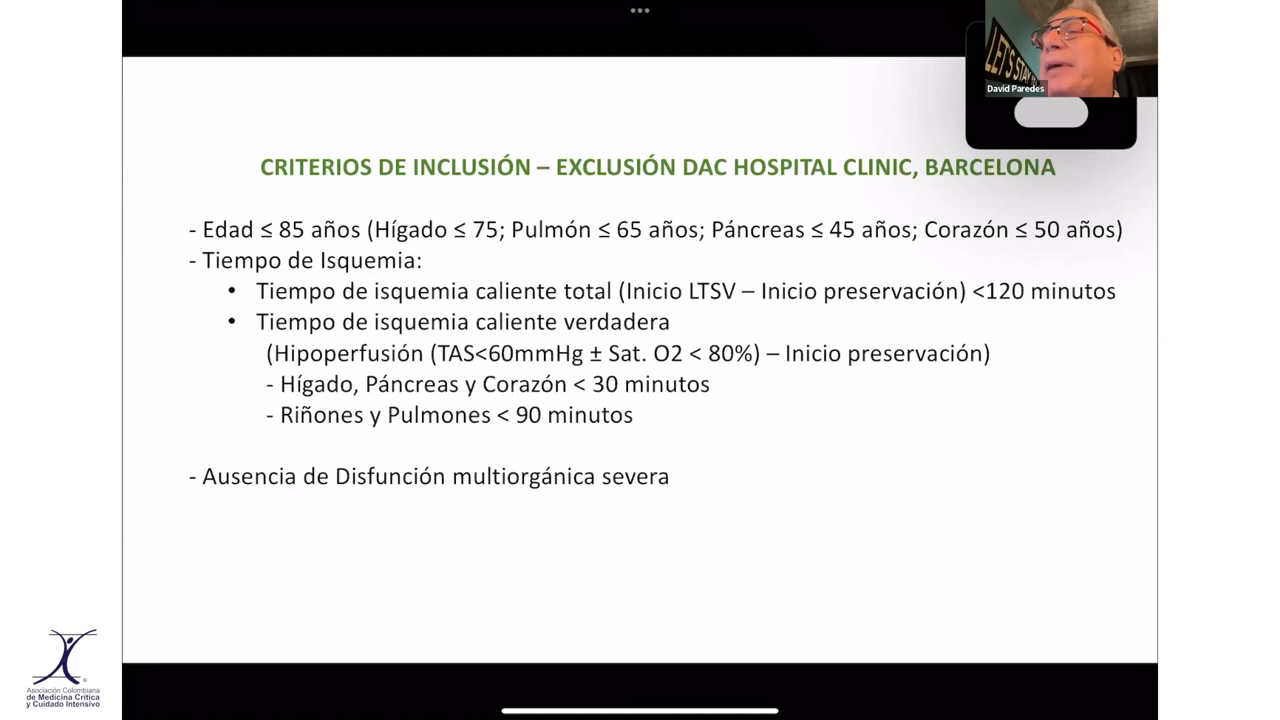 LET'S STAY
David Paredes
CRITERIOS DE INCLUSIÓN – EXCLUSIÓN DAC HOSPITAL CLINIC, BARCELONA
- Edad ≤ 85 años (Hígado ≤ 75; Pulmón ≤ 65 años; Páncreas ≤ 45 años; Corazón ≤ 50 años)
- Tiempo de Isquemia:
• Tiempo de isquemia caliente total (Inicio LTSV – Inicio preservación) <120 minutos
• Tiempo de isquemia caliente verdadera
(Hipoperfusión (TAS<60mmHg ± Sat. O2 < 80%) – Inicio preservación)
- Hígado, Páncreas y Corazón < 30 minutos
- Riñones y Pulmones < 90 minutos
- Ausencia de Disfunción multiorgánica severa
Asociación Colombiana
de Medicina Crítica
y Cuidado Intensivo